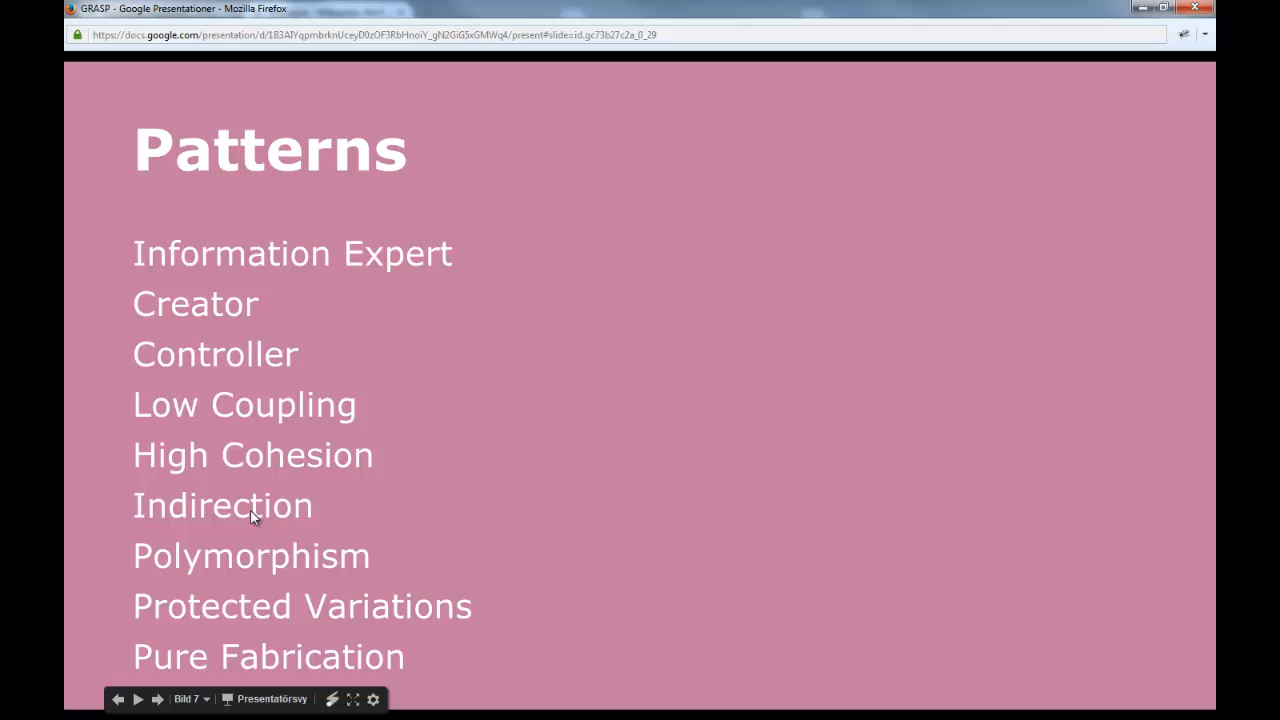 GRASP - Google Presentationer - Mozilla Firefox
https://docs.google.com/presentation/d/1B3AlYqpmbrknUceyD0zOF3RbHnoiY_gN2GiG5xGMWq4/present#slide=id.gc73b27c2a_0_29
Patterns
Information Expert
Creator
Controller
Low Coupling
High Cohesion
Indirection
Polymorphism
Protected Variations
Pure Fabrication
Bild 7
Presentatörsvy